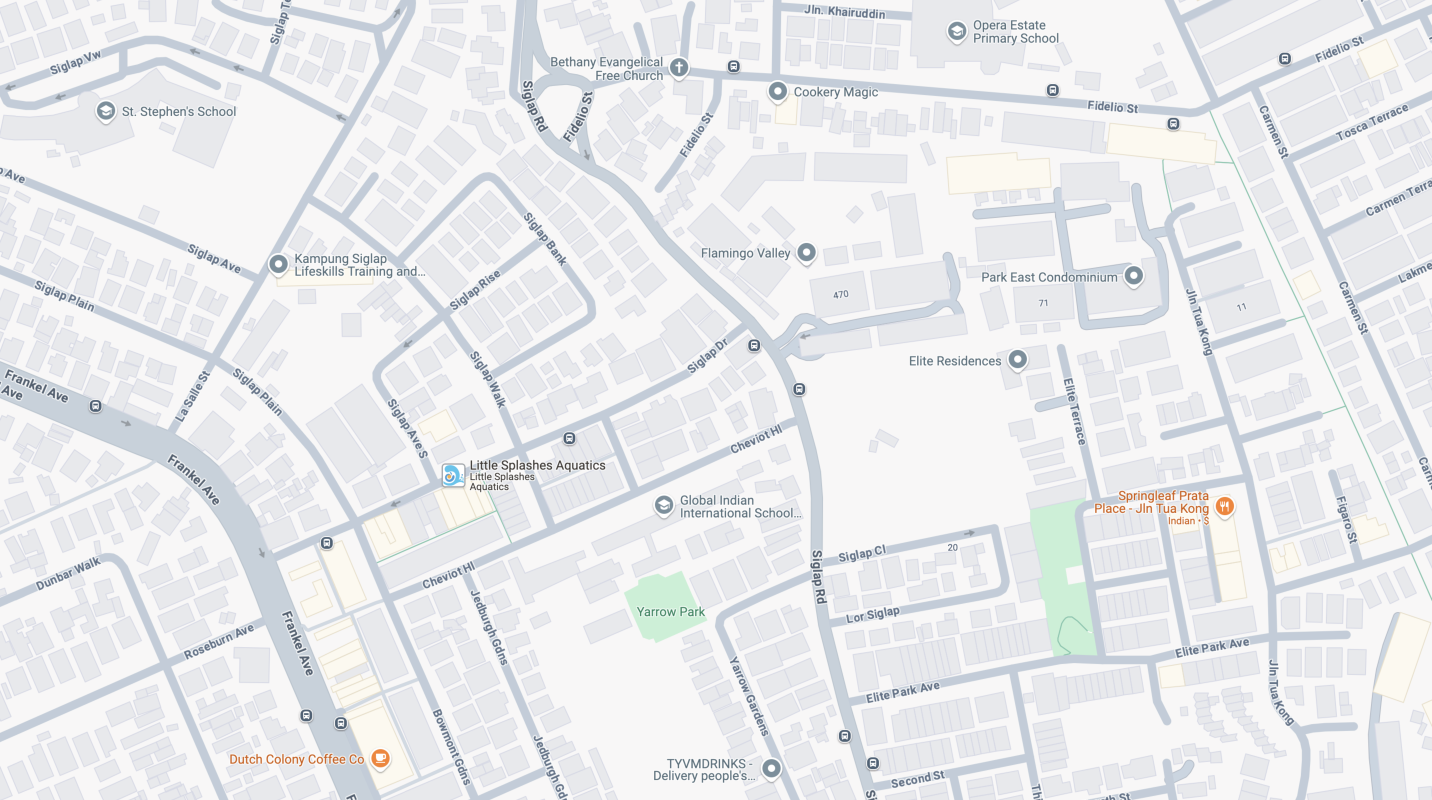 Jln. Khairuddin
Opera Estate
Primary School
Fidelio St
Siglap Vw
Bethany Evangelical
Free Church
Cookery Magic
Fidelio St
St. Stephen's School
Siglap Rd
Fidelio St
Fidelio St
Carmen St
Tosca Terrace
Carmen Terra
Siglap Ave
Siglap Bank
Kampung Siglap
Lifeskills Training and...
Flamingo Valley
Park East Condominium
Lakme
Siglap Plain
Siglap Rise
470
71
11
Jln Tua Kong
Carmen St
Siglap Dr
Elite Residences
Siglap Walk
Frankel Ave
Ave
La Salle St
Siglap Plain
Siglap Ave S
Elite Terrace
Cheviot Hl
Frankel Ave
Little Splashes Aquatics
Little Splashes
Aquatics
Global Indian
International School...
Springleaf Prata
Place - Jln Tua Kong
Indian • $
Figaro St
Siglap Cl
20
Dunbar Walk
Cheviot Hl
Siglap Rd
Jedburgh Gdns
Yarrow Park
Lor Siglap
Roseburn Ave
Frankel Ave
Elite Park Ave
Elite Park Ave
Yarrow Gardens
Jln Tua Kong
Bowmont Gdns
Jedburgh Gdns
Dutch Colony Coffee Co
TYVMDRINKS -
Delivery people's...
Second St